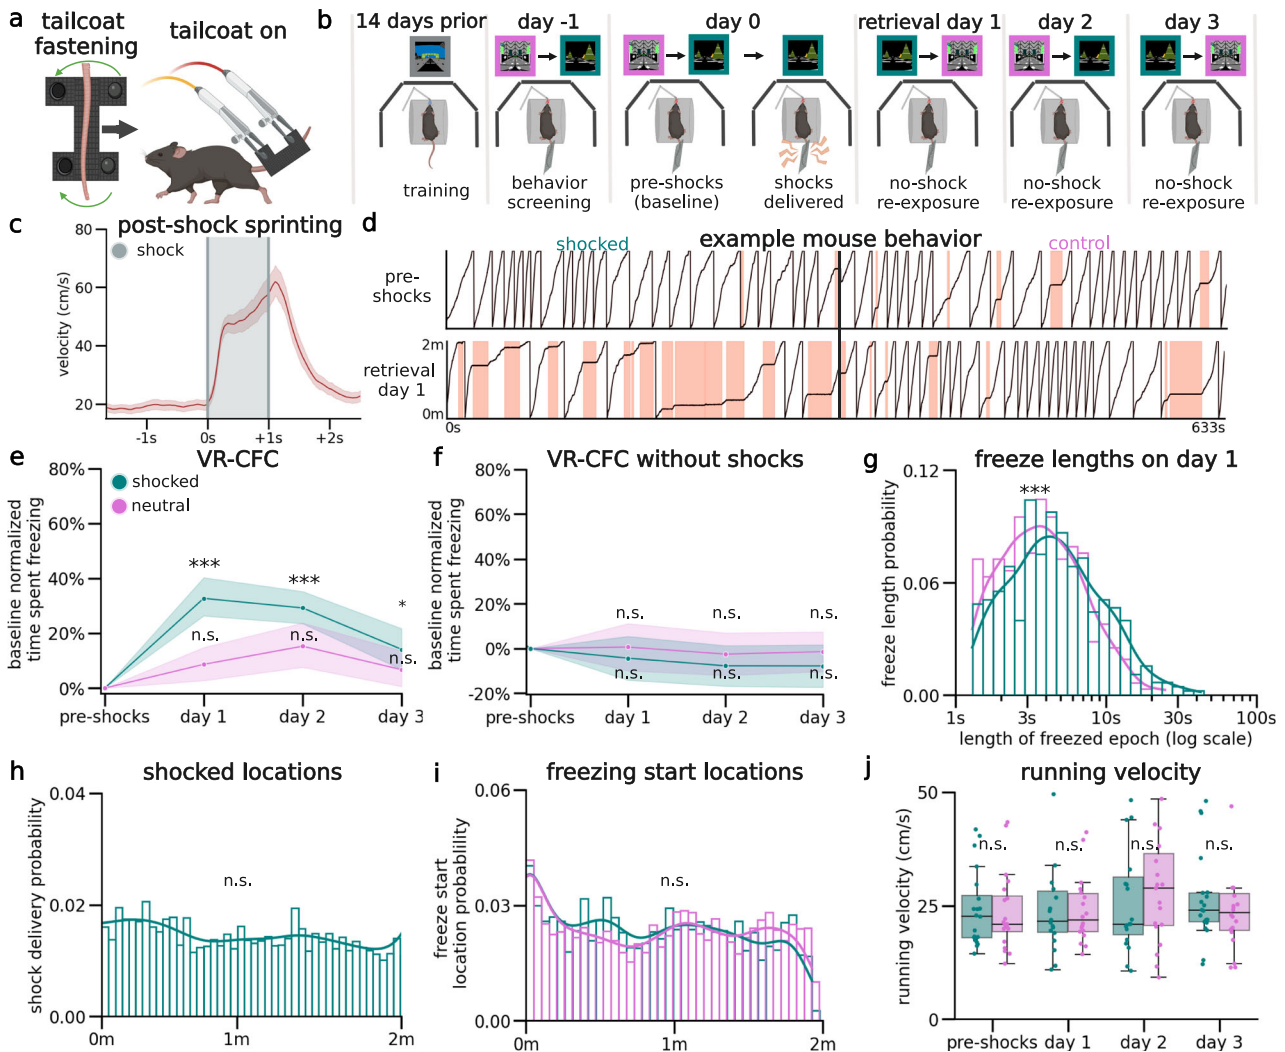 a
tailcoat
fastening
tailcoat on
b
14 days prior
day -1
day 0
retrieval day 1
day 2
day 3
training
behavior
screening
pre-shocks
(baseline)
shocks
delivered
no-shock
re-exposure
no-shock
re-exposure
no-shock
re-exposure
c
post-shock sprinting
shock
velocity (cm/s)
80
60
40
20
-1s
0s
+1s
+2s
d
example mouse behavior
shocked
control
pre-
shocks
retrieval
day 1
2m
0m
0s
633s
e
VR-CFC
shocked
neutral
baseline normalized
time spent freezing
80%
60%
40%
20%
0%
***
***
*
n.s.
n.s.
n.s.
pre-shocks
day 1
day 2
day 3
f
VR-CFC without shocks
baseline normalized
time spent freezing
80%
60%
40%
20%
0%
-20%
n.s.
n.s.
n.s.
n.s.
n.s.
n.s.
pre-shocks
day 1
day 2
day 3
g
freeze lengths on day 1
freeze length probability
0.12
0.06
0.00
***
1s
3s
10s
30s
100s
length of freezed epoch (log scale)
h
shocked locations
shock delivery probability
0.04
0.02
0.00
n.s.
0m
1m
2m
i
freezing start locations
freeze start
location probablility
0.06
0.03
0.00
n.s.
0m
1m
2m
j
running velocity
running velocity (cm/s)
50
25
0
n.s.
n.s.
n.s.
n.s.
pre-shocks
day 1
day 2
day 3